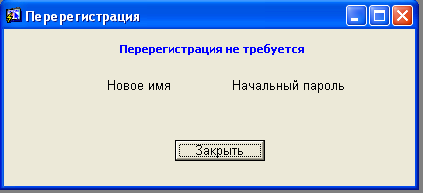 Перерегистрация
Перерегистрация не требуется
Новое имя Начальный пароль
Закрыть